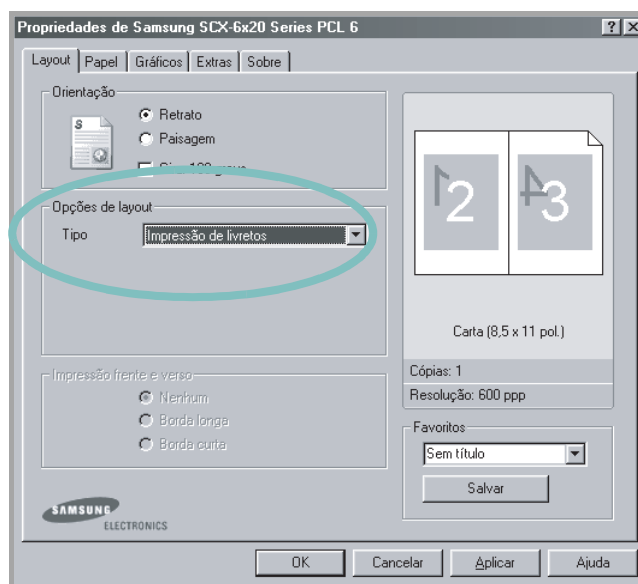 Propriedades de Samsung SCX-6x20 Series PCL 6
Layout Papel Gráficos Extras Sobre
Orientação
Retrato
Paisagem
Opções de layout
Tipo Impressão de livretos
1 2 4 3
Carta (8,5 x 11 pol.)
Cópias: 1
Resolução: 600 ppp
Impressão frente e verso
Nenhum
Borda longa
Borda curta
Favoritos
Sem título
Salvar
SAMSUNG
ELECTRONICS
OK Cancelar Aplicar Ajuda